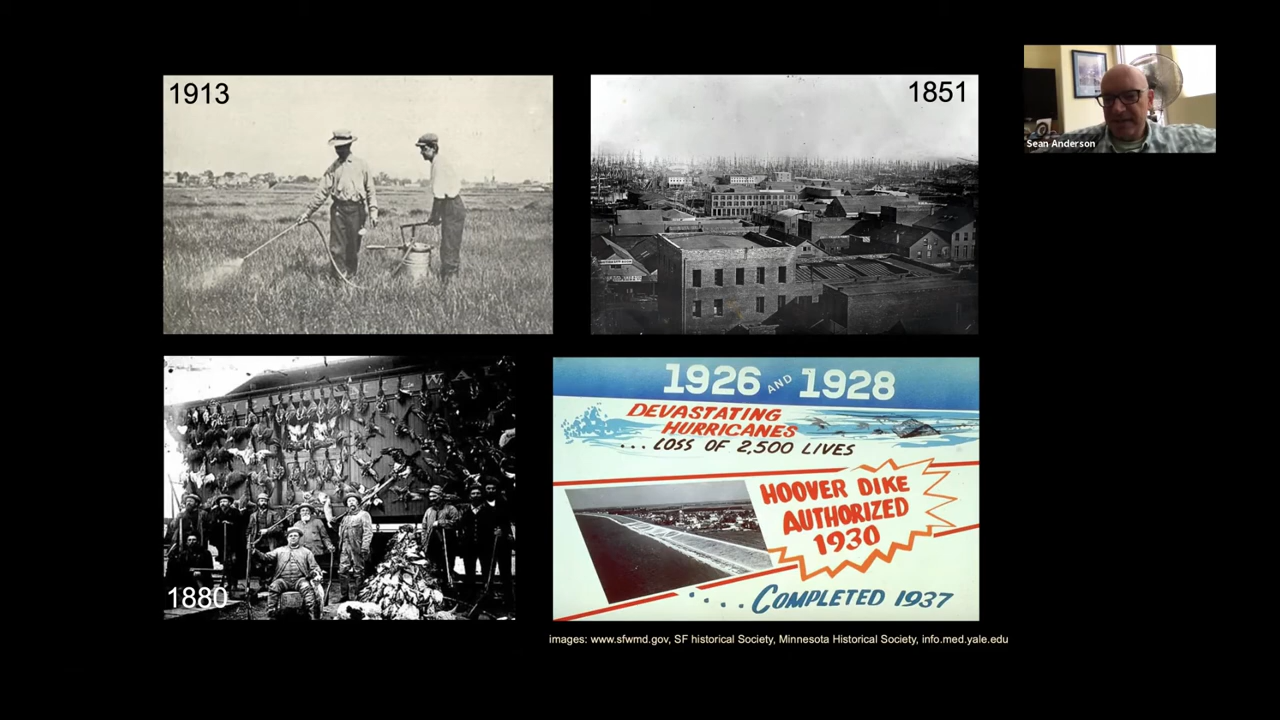 1913
1851
Sean Anderson
1880
1926 AND 1928
DEVASTATING
HURRICANES
... LOSS OF 2,500 LIVES
HOOVER DIKE
AUTHORIZED
1930
.... COMPLETED 1937
images: www.sfwmd.gov, SF historical Society, Minnesota Historical Society, info.med.yale.edu